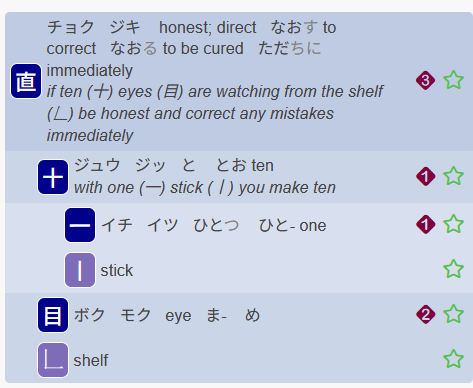 直 チョク ジキ honest; direct なおす to
correct なおる to be cured ただちに
immediately
if ten (十) eyes (目) are watching from the shelf
(𠃊) be honest and correct any mistakes
immediately
3
十 ジュウ ジッ と とお ten
with one (一) stick (丨) you make ten
1
一 イチ イツ ひとつ ひと- one
1
丨 stick
目 ボク モク eye ま- め
2
𠃊 shelf